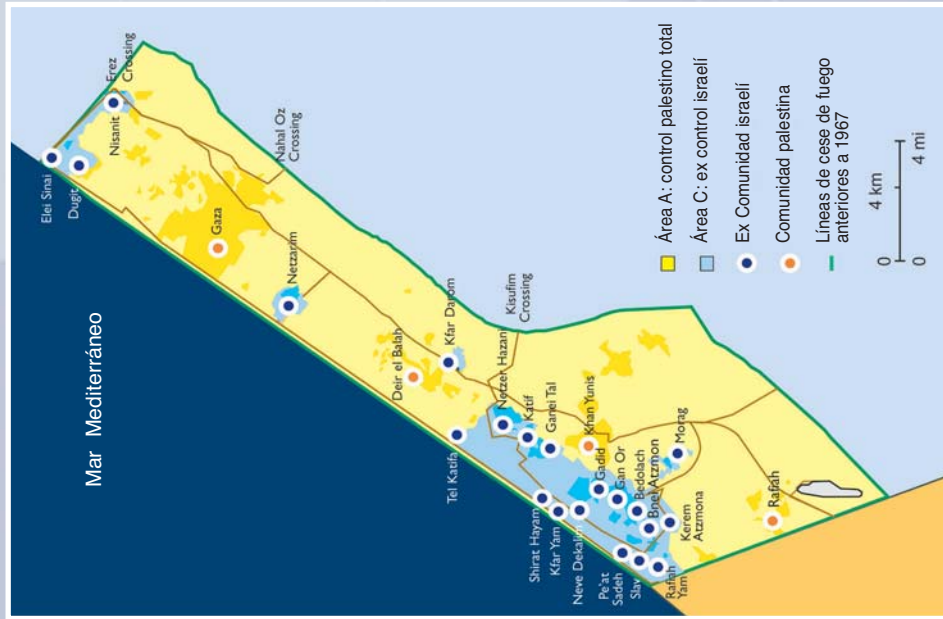 Mar Mediterráneo
Elei Sinai
Dugit
Nisanit
Erez
Crossing
Gaza
Nahal Oz
Crossing
Netzarim
Deir el Balah
Kfar Darom
Kisufim
Crossing
Netzer Hazani
Tel Katifa
Katif
Ganei Tal
Khan Yunis
Shirat Hayam
Kfar Yam
Neve Dekalim
Gadid
Gan Or
Bedolach
Bnei Atzmon
Morag
Pe'at
Sadeh
Slav
Rafiah
Yam
Kerem
Atzmona
Rafiah
Área A: control palestino total
Área C: ex control israelí
Ex Comunidad israelí
Comunidad palestina
Líneas de cese de fuego
anteriores a 1967
0 4 km
0 4 mi